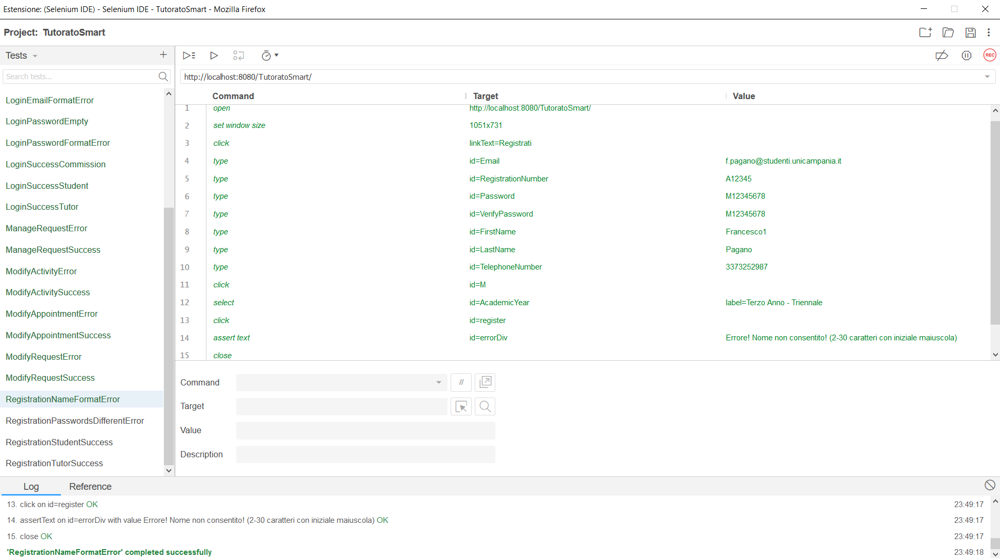 Estensione: (Selenium IDE) - Selenium IDE - TutoratoSmart - Mozilla Firefox
Project: TutoratoSmart
Tests
Search tests...
LoginEmailFormatError
LoginPasswordEmpty
LoginPasswordFormatError
LoginSuccessCommission
LoginSuccessStudent
LoginSuccessTutor
ManageRequestError
ManageRequestSuccess
ModifyActivityError
ModifyActivitySuccess
ModifyAppointmentError
ModifyAppointmentSuccess
ModifyRequestError
ModifyRequestSuccess
RegistrationNameFormatError
RegistrationPasswordsDifferentError
RegistrationStudentSuccess
RegistrationTutorSuccess
REC
http://localhost:8080/TutoratoSmart/
Command Target Value
1 open http://localhost:8080/TutoratoSmart/
2 set window size 1051x731
3 click linkText=Registrati
4 type id=Email f.pagano@studenti.unicampania.it
5 type id=RegistrationNumber A12345
6 type id=Password M12345678
7 type id=VerifyPassword M12345678
8 type id=FirstName Francesco1
9 type id=LastName Pagano
10 type id=TelephoneNumber 3373252987
11 click id=M
12 select id=AcademicYear label=Terzo Anno - Triennale
13 click id=register
14 assert text id=errorDiv Errore! Nome non consentito! (2-30 caratteri con iniziale maiuscola)
15 close
Command //
Target
Value
Description
Log Reference
13. click on id=register OK 23:49:17
14. assertText on id=errorDiv with value Errore! Nome non consentito! (2-30 caratteri con iniziale maiuscola) OK 23:49:17
15. close OK 23:49:17
'RegistrationNameFormatError' completed successfully 23:49:18